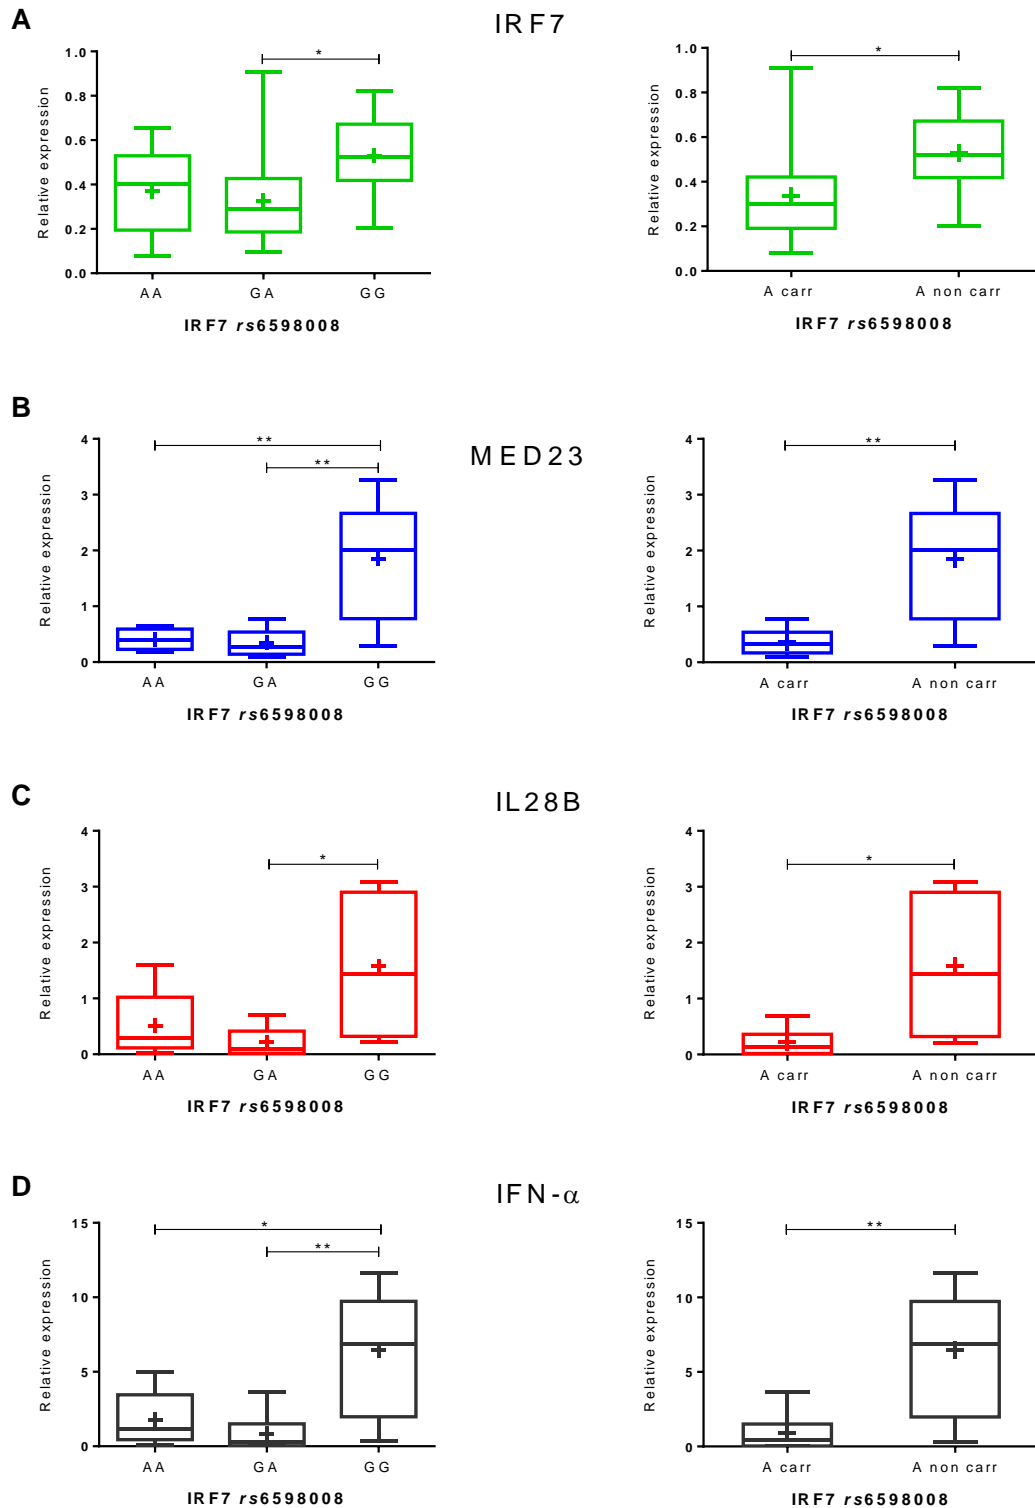 A
IRF7
*
1.0
0.8
0.6
0.4
0.2
0.0
Relative expression
AA GA GG
IRF7 rs6598008
*
1.0
0.8
0.6
0.4
0.2
0.0
Relative expression
A carr A non carr
IRF7 rs6598008
B
MED23
**
**
4
3
2
1
0
Relative expression
AA GA GG
IRF7 rs6598008
**
4
3
2
1
0
Relative expression
A carr A non carr
IRF7 rs6598008
C
IL28B
*
4
3
2
1
0
Relative expression
AA GA GG
IRF7 rs6598008
*
4
3
2
1
0
Relative expression
A carr A non carr
IRF7 rs6598008
D
IFN-α
*
**
15
10
5
0
Relative expression
AA GA GG
IRF7 rs6598008
**
15
10
5
0
Relative expression
A carr A non carr
IRF7 rs6598008